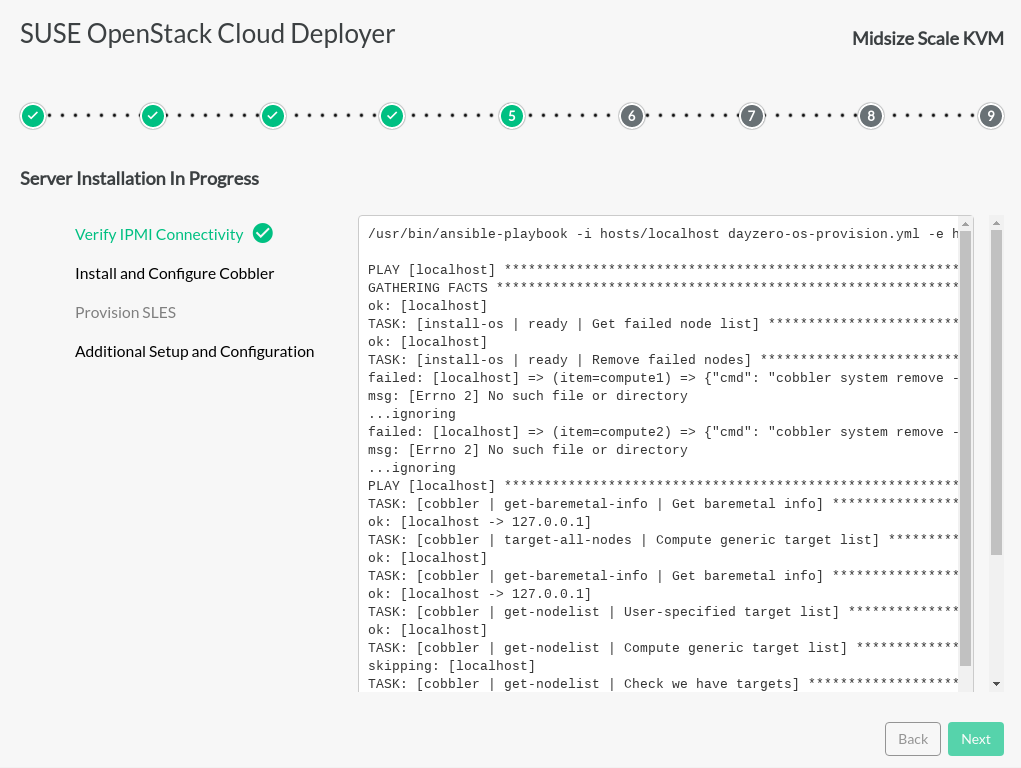 SUSE OpenStack Cloud Deployer
Midsize Scale KVM
5 6 7 8 9
Server Installation In Progress
Verify IPMI Connectivity
Install and Configure Cobbler
Provision SLES
Additional Setup and Configuration
/usr/bin/ansible-playbook -i hosts/localhost dayzero-os-provision.yml -e h
PLAY [localhost] *********************************************************
GATHERING FACTS **********************************************************
ok: [localhost]
TASK: [install-os | ready | Get failed node list] ************************
ok: [localhost]
TASK: [install-os | ready | Remove failed nodes] *************************
failed: [localhost] => (item=compute1) => {"cmd": "cobbler system remove -
msg: [Errno 2] No such file or directory
...ignoring
failed: [localhost] => (item=compute2) => {"cmd": "cobbler system remove -
msg: [Errno 2] No such file or directory
...ignoring
PLAY [localhost] *********************************************************
TASK: [cobbler | get-baremetal-info | Get baremetal info] ****************
ok: [localhost -> 127.0.0.1]
TASK: [cobbler | target-all-nodes | Compute generic target list] *********
ok: [localhost]
TASK: [cobbler | get-baremetal-info | Get baremetal info] ****************
ok: [localhost -> 127.0.0.1]
TASK: [cobbler | get-nodelist | User-specified target list] **************
ok: [localhost]
TASK: [cobbler | get-nodelist | Compute generic target list] *************
skipping: [localhost]
TASK: [cobbler | get-nodelist | Check we have targets] *******************
Back
Next